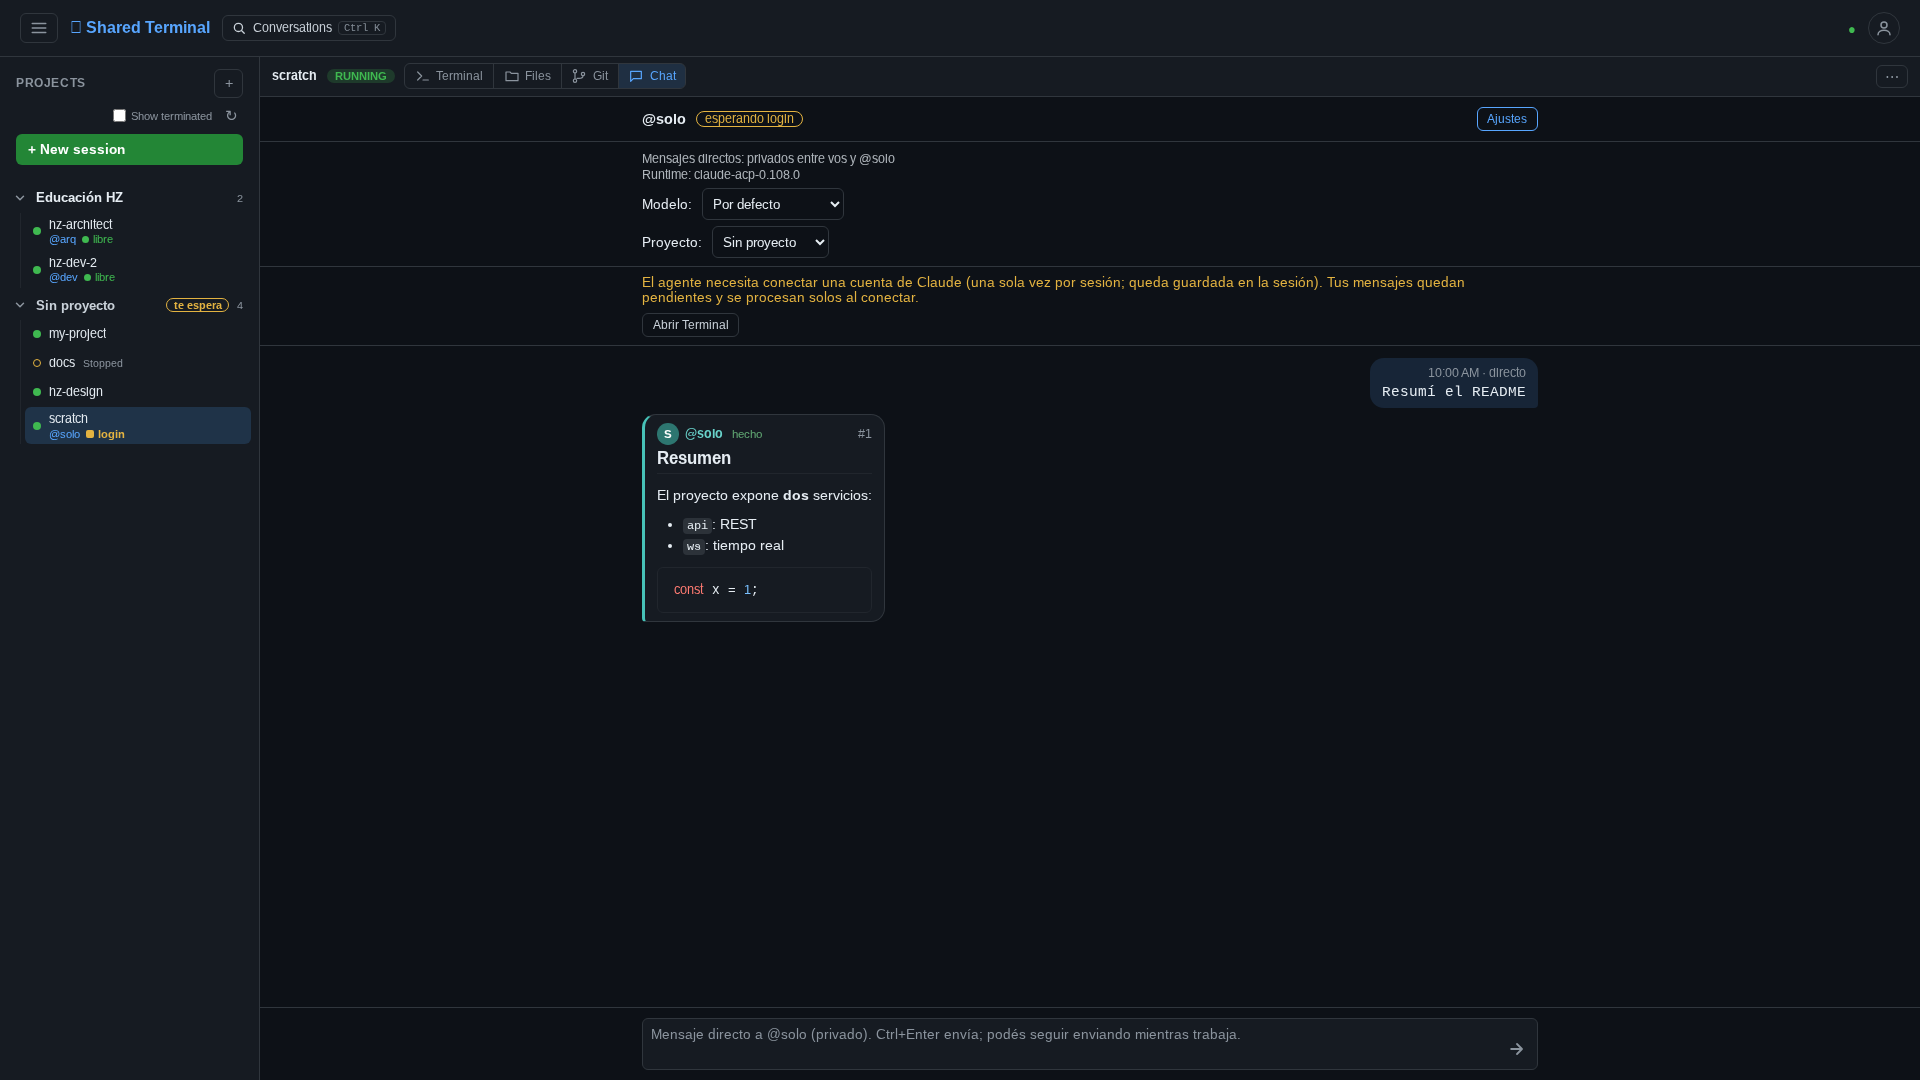 Shared Terminal
Conversations Ctrl K
PROJECTS
+
Show terminated
+ New session
Educación HZ 2
hz-architect
@arq libre
hz-dev-2
@dev libre
Sin proyecto te espera 4
my-project
docs Stopped
hz-design
scratch
@solo login
scratch RUNNING Terminal Files Git Chat
@solo esperando login Ajustes
Mensajes directos: privados entre vos y @solo
Runtime: claude-acp-0.108.0
Modelo: Por defecto
Proyecto: Sin proyecto
El agente necesita conectar una cuenta de Claude (una sola vez por sesión; queda guardada en la sesión). Tus mensajes quedan
pendientes y se procesan solos al conectar.
Abrir Terminal
10:00 AM · directo
Resumí el README
S @solo hecho #1
Resumen
El proyecto expone dos servicios:
• api: REST
• ws: tiempo real
const x = 1;
Mensaje directo a @solo (privado). Ctrl+Enter envía; podés seguir enviando mientras trabaja.